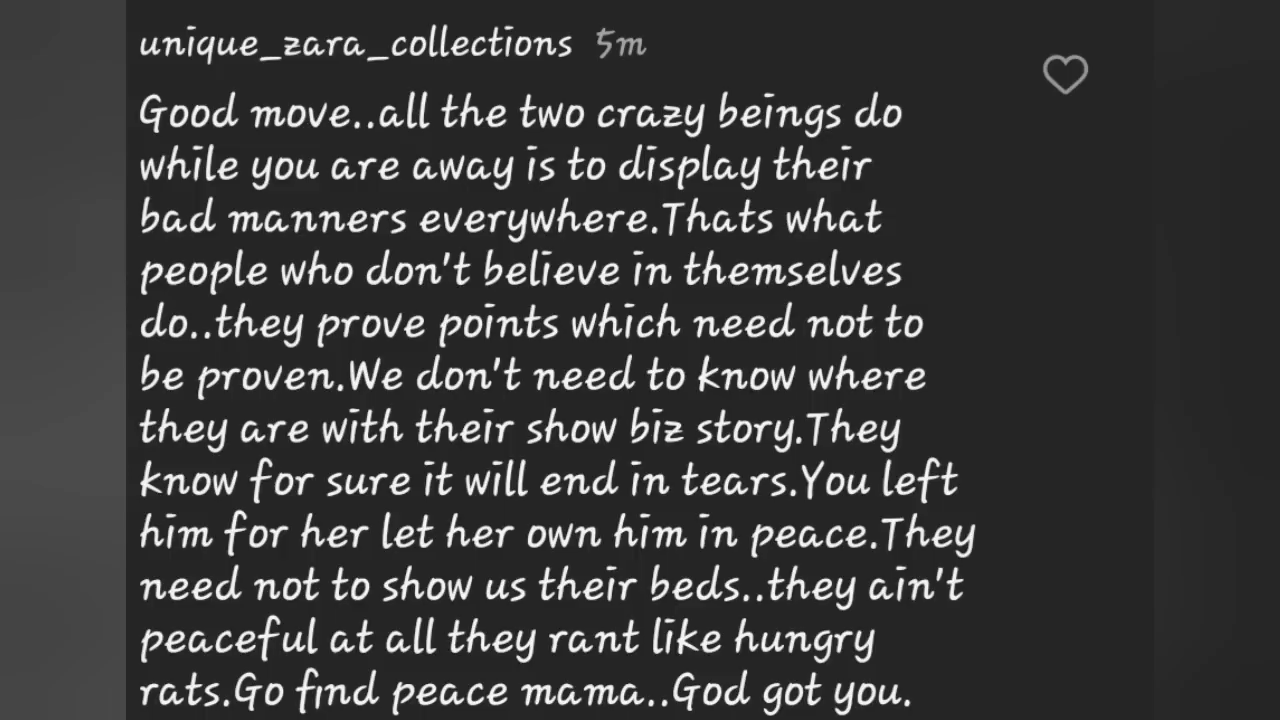 unique_zara_collections 5m
Good move..all the two crazy beings do
while you are away is to display their
bad manners everywhere.Thats what
people who don't believe in themselves
do..they prove points which need not to
be proven.We don't need to know where
they are with their show biz story.They
know for sure it will end in tears.You left
him for her let her own him in peace.They
need not to show us their beds..they ain't
peaceful at all they rant like hungry
rats.Go find peace mama..God got you.